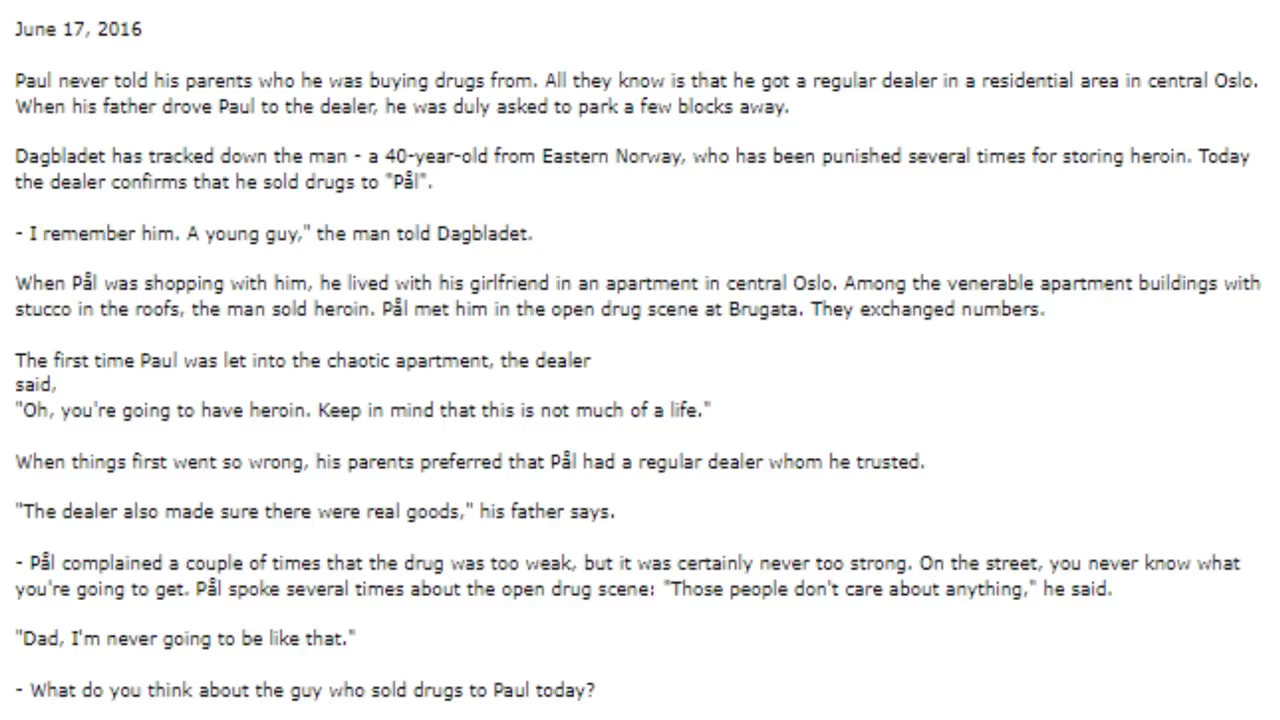 June 17, 2016
Paul never told his parents who he was buying drugs from. All they know is that he got a regular dealer in a residential area in central Oslo.
When his father drove Paul to the dealer, he was duly asked to park a few blocks away.
Dagbladet has tracked down the man - a 40-year-old from Eastern Norway, who has been punished several times for storing heroin. Today
the dealer confirms that he sold drugs to "Pål".
- I remember him. A young guy," the man told Dagbladet.
When Pål was shopping with him, he lived with his girlfriend in an apartment in central Oslo. Among the venerable apartment buildings with
stucco in the roofs, the man sold heroin. Pål met him in the open drug scene at Brugata. They exchanged numbers.
The first time Paul was let into the chaotic apartment, the dealer
said,
"Oh, you're going to have heroin. Keep in mind that this is not much of a life."
When things first went so wrong, his parents preferred that Pål had a regular dealer whom he trusted.
"The dealer also made sure there were real goods," his father says.
- Pål complained a couple of times that the drug was too weak, but it was certainly never too strong. On the street, you never know what
you're going to get. Pål spoke several times about the open drug scene: "Those people don't care about anything," he said.
"Dad, I'm never going to be like that."
- What do you think about the guy who sold drugs to Paul today?